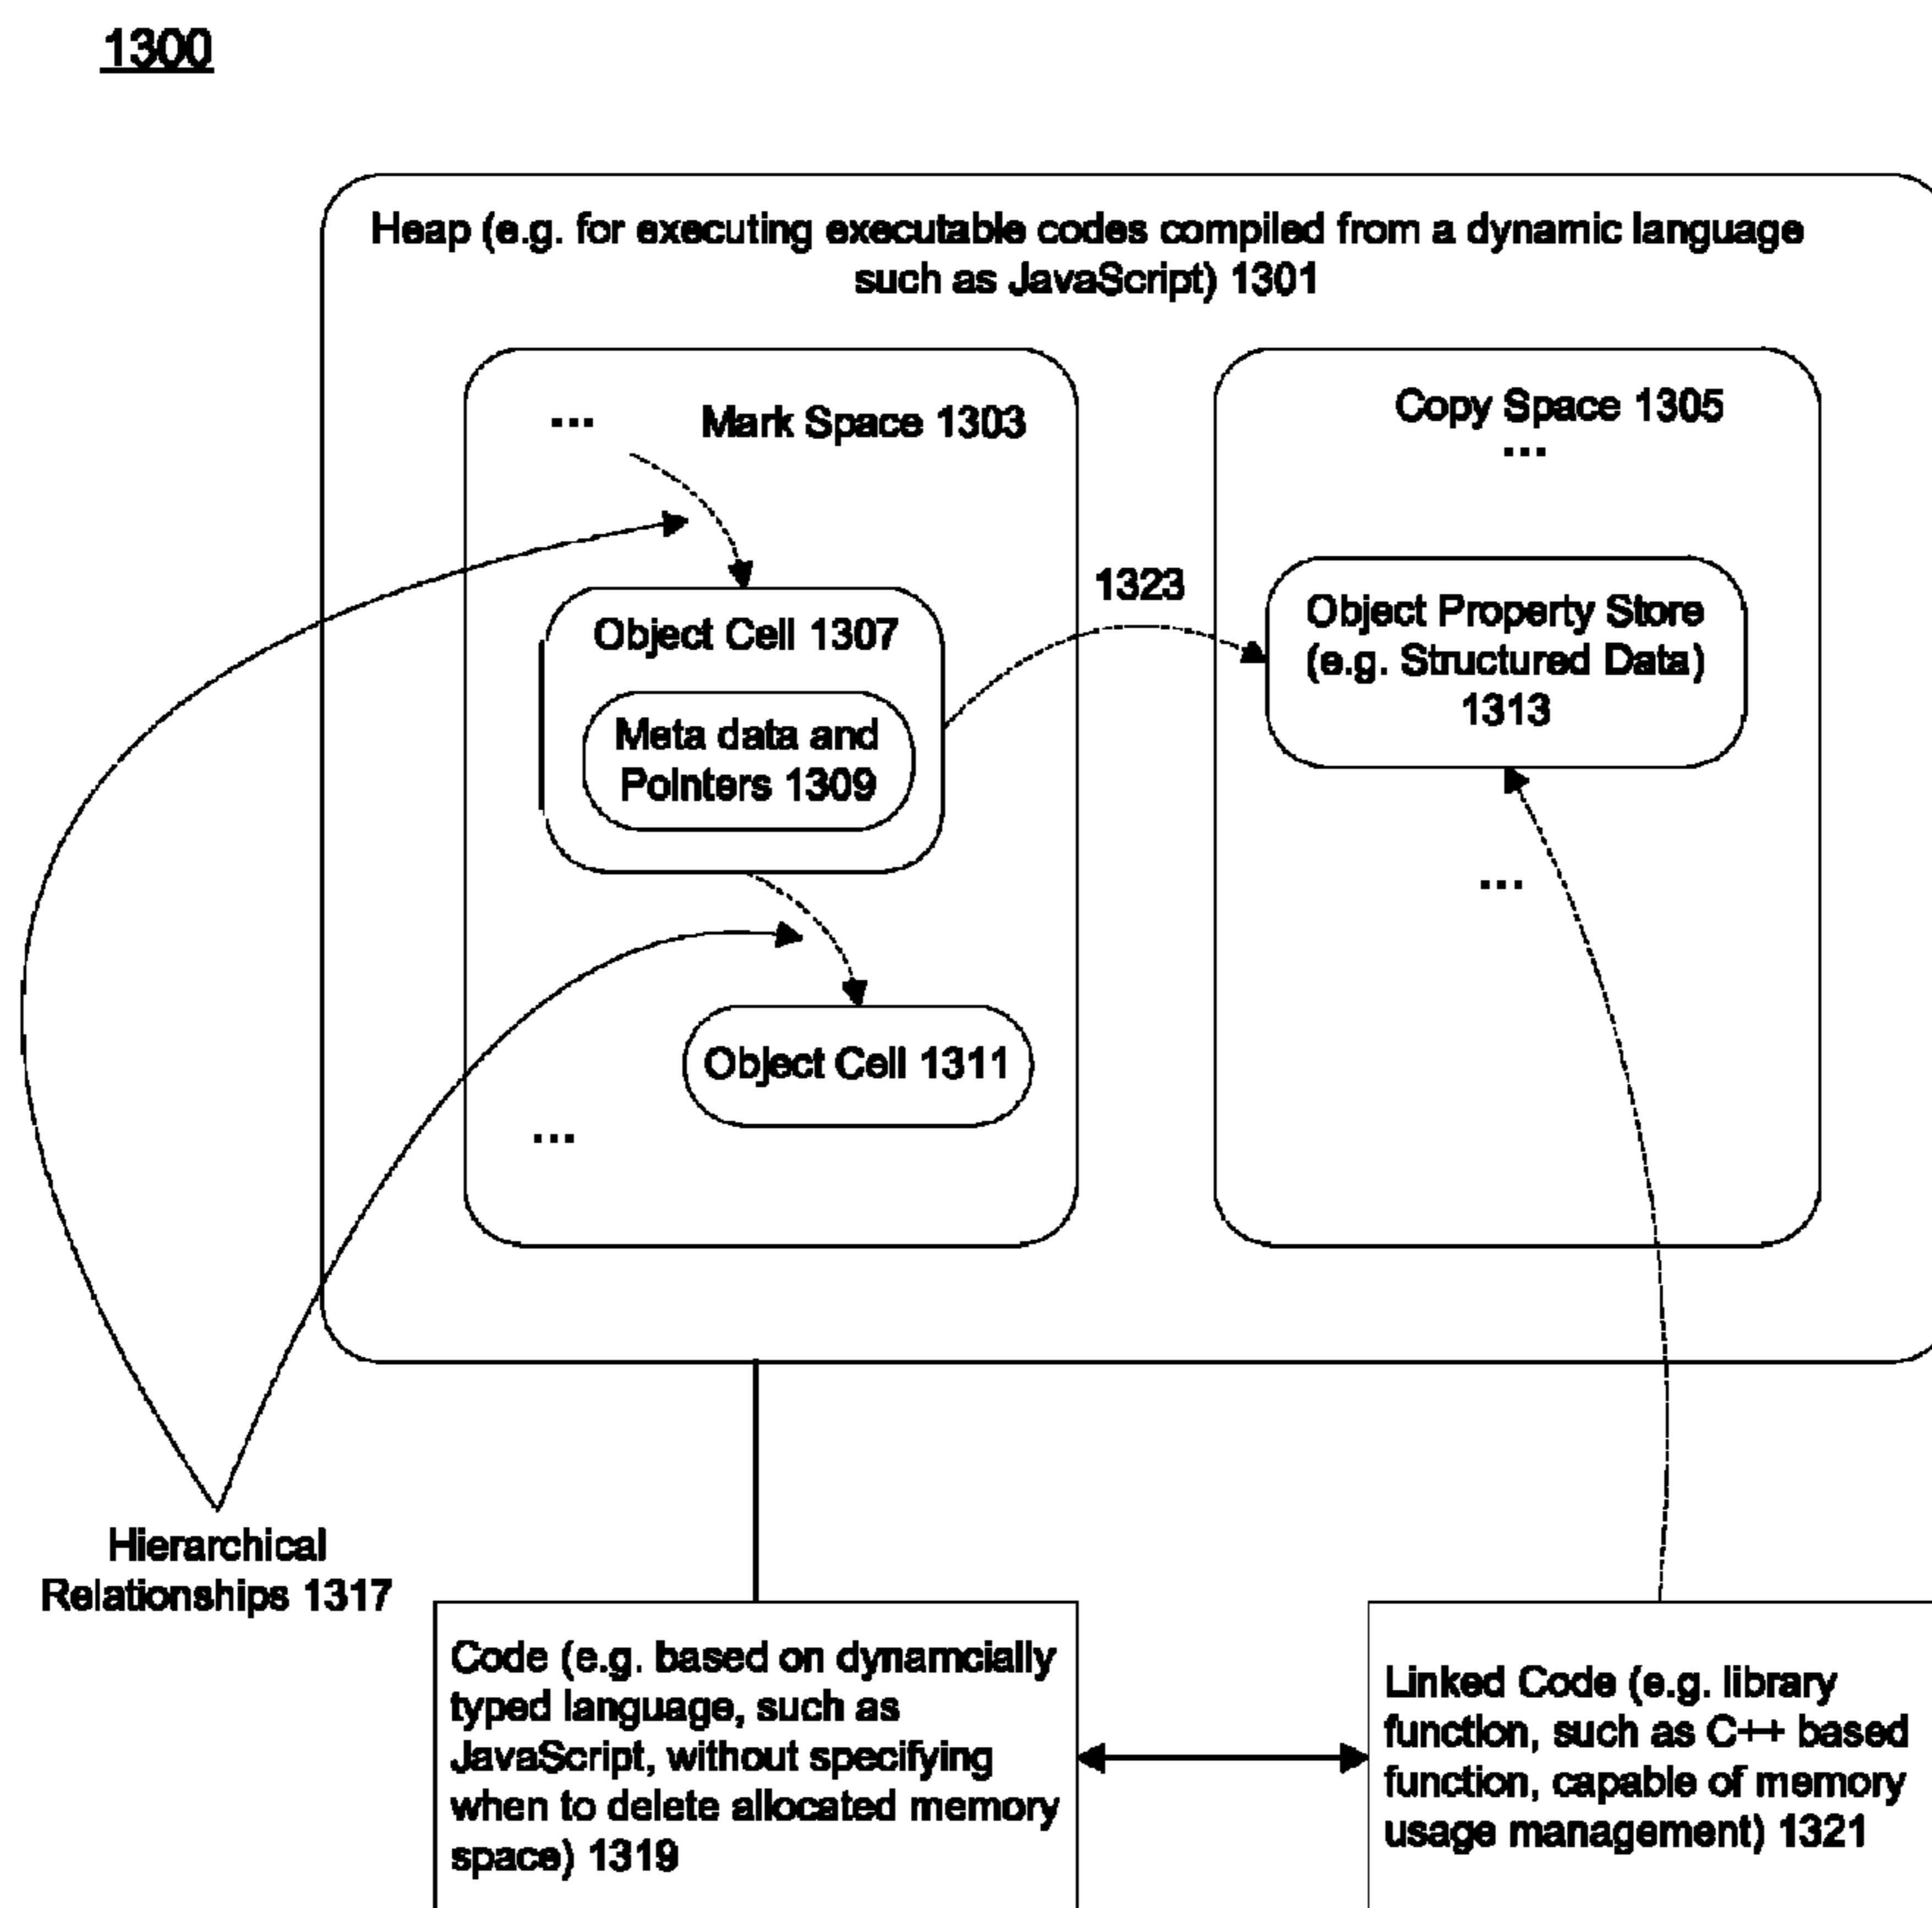 1300
Heap (e.g. for executing executable codes compiled from a dynamic language
such as JavaScript) 1301
... Mark Space 1303
Copy Space 1305
...
1323
Object Cell 1307
Meta data and
Pointers 1309
Object Property Store
(e.g. Structured Data)
1313
...
Object Cell 1311
...
Hierarchical
Relationships 1317
Code (e.g. based on dynamcially
typed language, such as
JavaScript, without specifying
when to delete allocated memory
space) 1319
Linked Code (e.g. library
function, such as C++ based
function, capable of memory
usage management) 1321